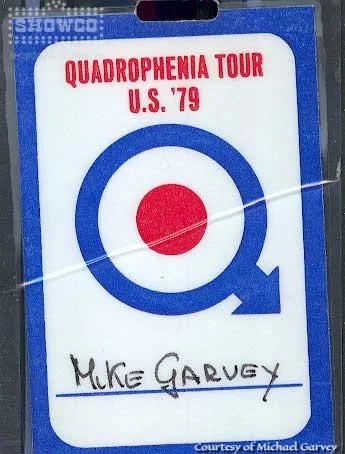 SHOWCO
QUADROPHENIA TOUR
U.S. '79
MIKE GARVEY
Courtesy of Michael Garvey